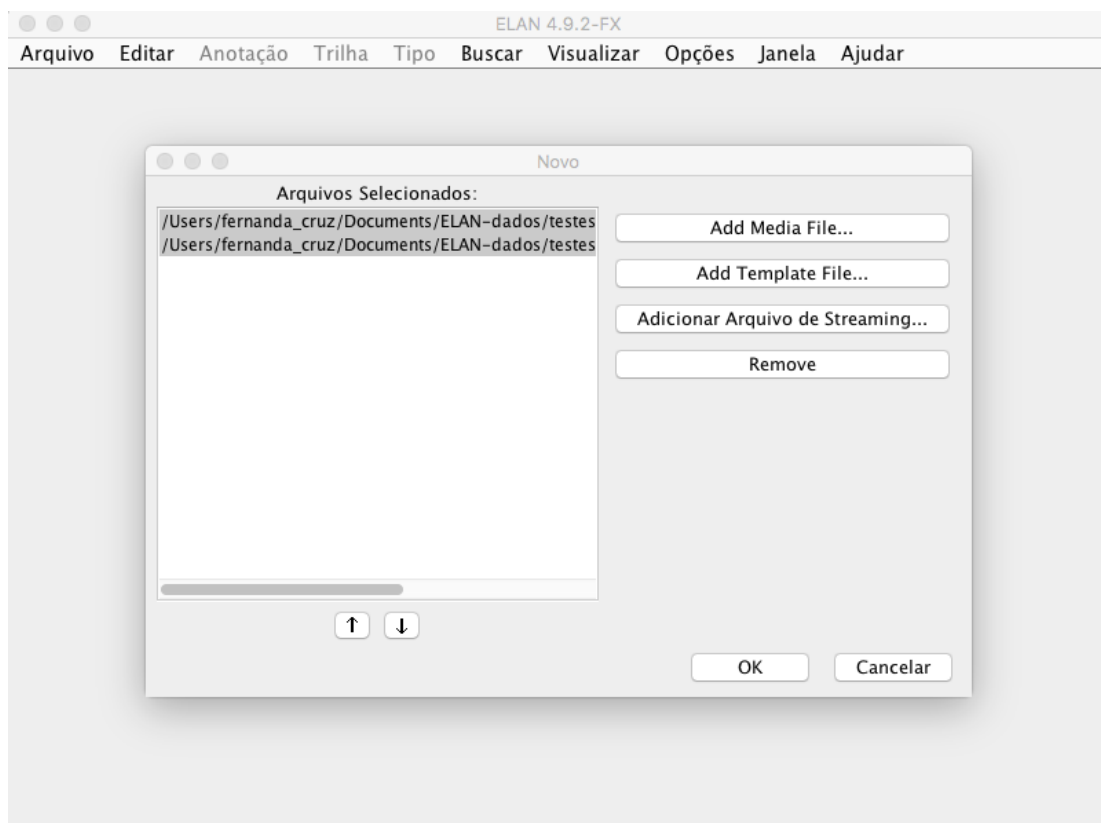 ELAN 4.9.2-FX
Arquivo Editar Anotação Trilha Tipo Buscar Visualizar Opções Janela Ajudar
Novo
Arquivos Selecionados:
/Users/fernanda_cruz/Documents/ELAN-dados/testes
/Users/fernanda_cruz/Documents/ELAN-dados/testes
Add Media File...
Add Template File...
Adicionar Arquivo de Streaming...
Remove
↑ ↓
OK Cancelar